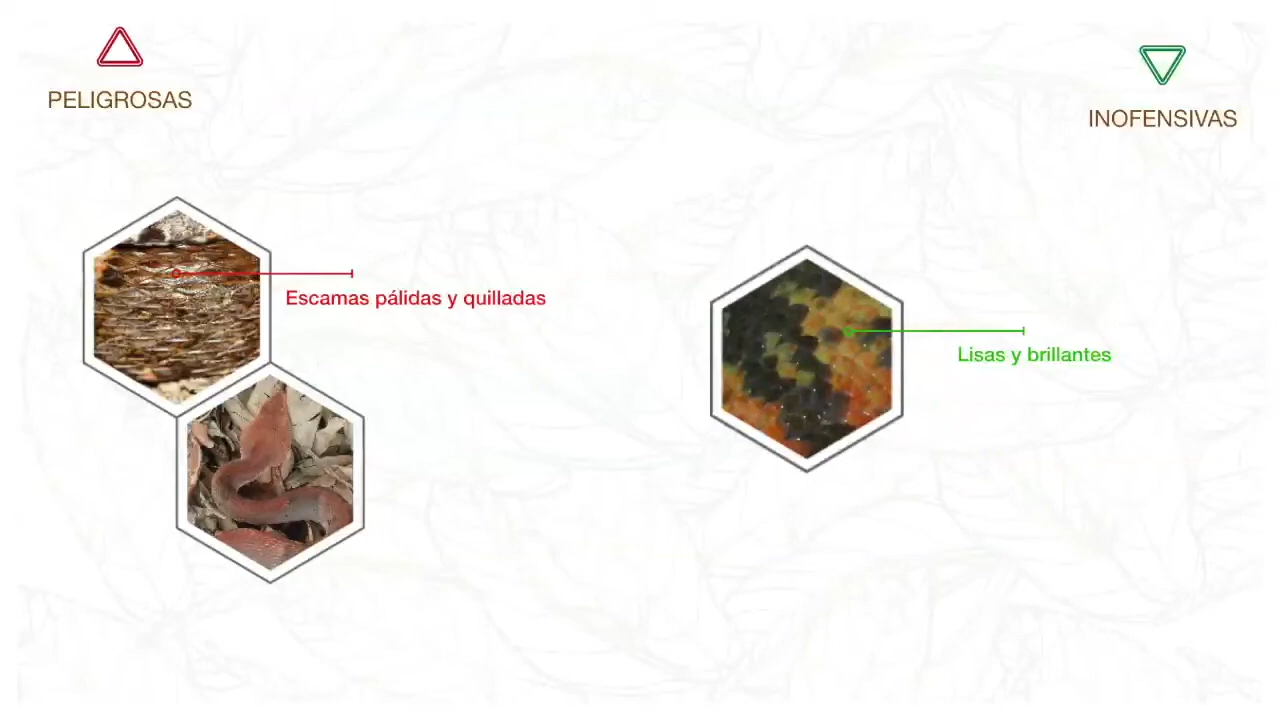 PELIGROSAS
INOFENSIVAS
Escamas pálidas y quilladas
Lisas y brillantes